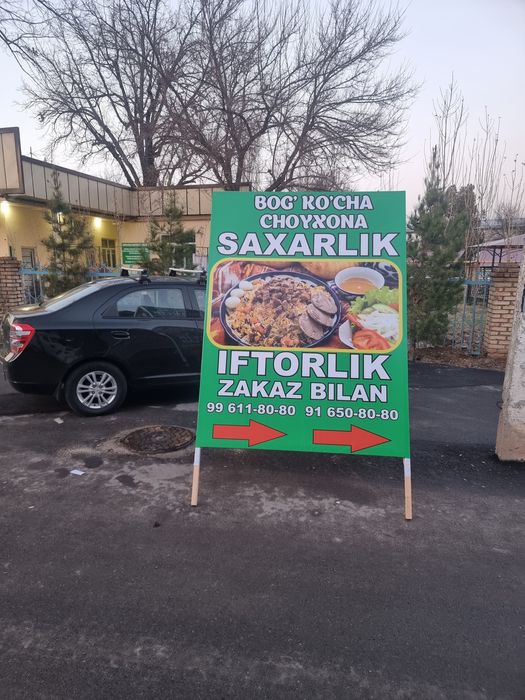 BOG' KO'CHA
CHOYXONA
SAXARLIK
IFTORLIK
ZAKAZ BILAN
99 611-80-80 91 650-80-80